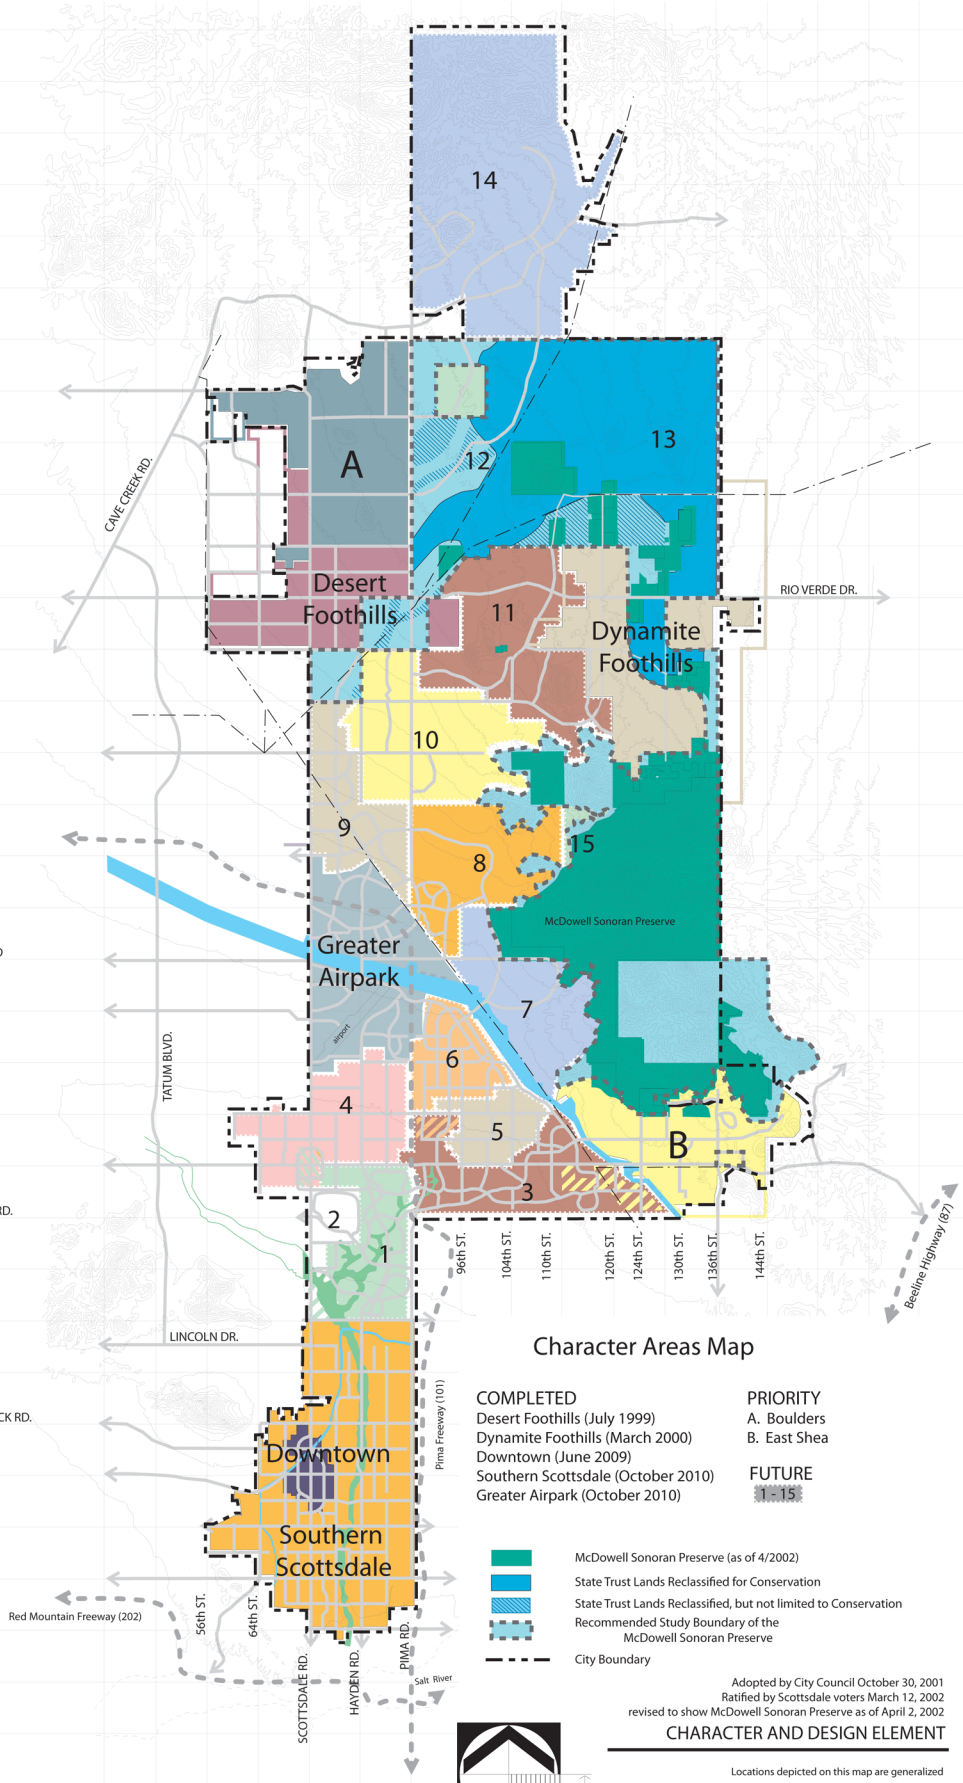 14
13
12
A
CAVE CREEK RD.
Desert
Foothills
11
RIO VERDE DR.
Dynamite
Foothills
10
9
8
15
McDowell Sonoran Preserve
Greater
Airpark
7
airport
6
TATUM BLVD.
4
5
B
3
2
1
RD.
96th ST.
104th ST.
110th ST.
120th ST.
124th ST.
130th ST.
136th ST.
144th ST.
Beeline Highway (87)
LINCOLN DR.
Character Areas Map
Pima Freeway (101)
COMPLETED
Desert Foothills (July 1999)
Dynamite Foothills (March 2000)
Downtown (June 2009)
Southern Scottsdale (October 2010)
Greater Airpark (October 2010)
PRIORITY
A. Boulders
B. East Shea
FUTURE
1 - 15
CK RD.
Downtown
Southern
Scottsdale
McDowell Sonoran Preserve (as of 4/2002)
State Trust Lands Reclassified for Conservation
State Trust Lands Reclassified, but not limited to Conservation
Recommended Study Boundary of the
McDowell Sonoran Preserve
City Boundary
56th ST.
64th ST.
Red Mountain Freeway (202)
SCOTTSDALE RD.
HAYDEN RD.
PIMA RD.
Salt River
Adopted by City Council October 30, 2001
Ratified by Scottsdale voters March 12, 2002
revised to show McDowell Sonoran Preserve as of April 2, 2002
CHARACTER AND DESIGN ELEMENT
Locations depicted on this map are generalized